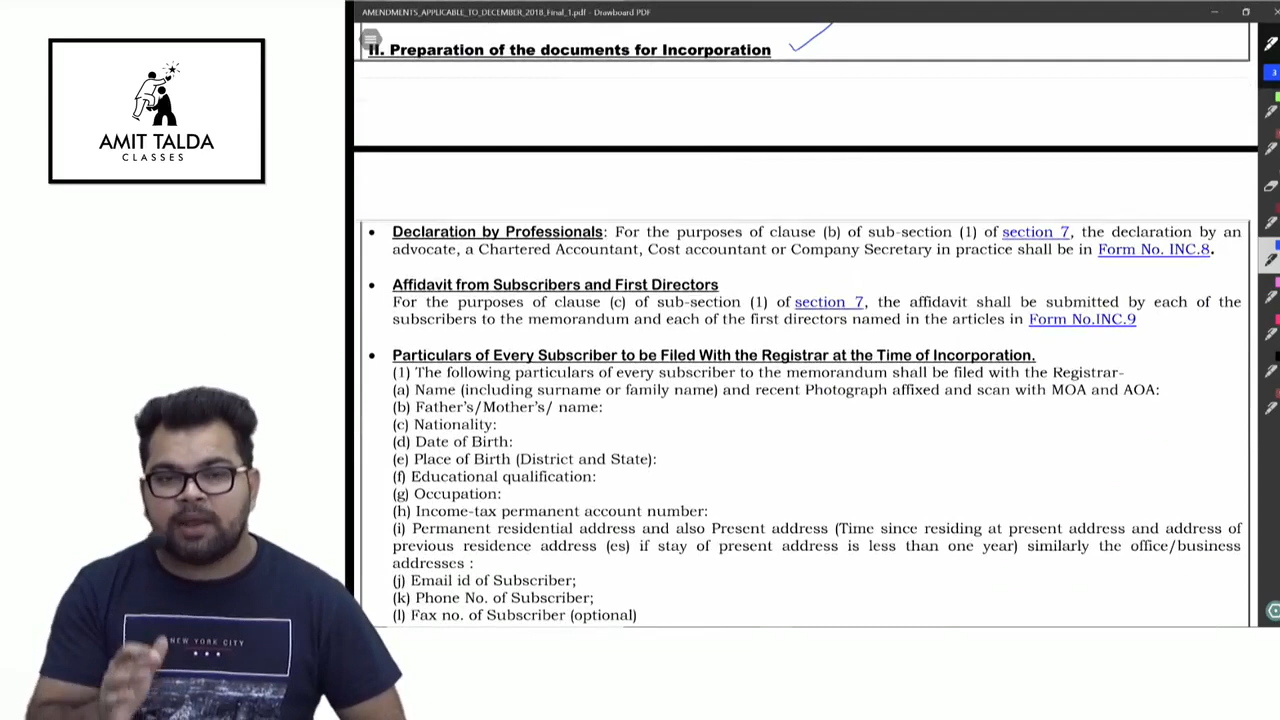 AMENDMENTS_APPLICABLE_TO_DECEMBER_2018_Final_1.pdf - Drawboard PDF
II. Preparation of the documents for Incorporation
AMIT TALDA
CLASSES
3
• Declaration by Professionals: For the purposes of clause (b) of sub-section (1) of section 7, the declaration by an
advocate, a Chartered Accountant, Cost accountant or Company Secretary in practice shall be in Form No. INC.8.
• Affidavit from Subscribers and First Directors
For the purposes of clause (c) of sub-section (1) of section 7, the affidavit shall be submitted by each of the
subscribers to the memorandum and each of the first directors named in the articles in Form No.INC.9
• Particulars of Every Subscriber to be Filed With the Registrar at the Time of Incorporation.
(1) The following particulars of every subscriber to the memorandum shall be filed with the Registrar-
(a) Name (including surname or family name) and recent Photograph affixed and scan with MOA and AOA:
(b) Father's/Mother's/ name:
(c) Nationality:
(d) Date of Birth:
(e) Place of Birth (District and State):
(f) Educational qualification:
(g) Occupation:
(h) Income-tax permanent account number:
(i) Permanent residential address and also Present address (Time since residing at present address and address of
previous residence address (es) if stay of present address is less than one year) similarly the office/business
addresses :
(j) Email id of Subscriber;
(k) Phone No. of Subscriber;
(l) Fax no. of Subscriber (optional)
NEW YORK CITY